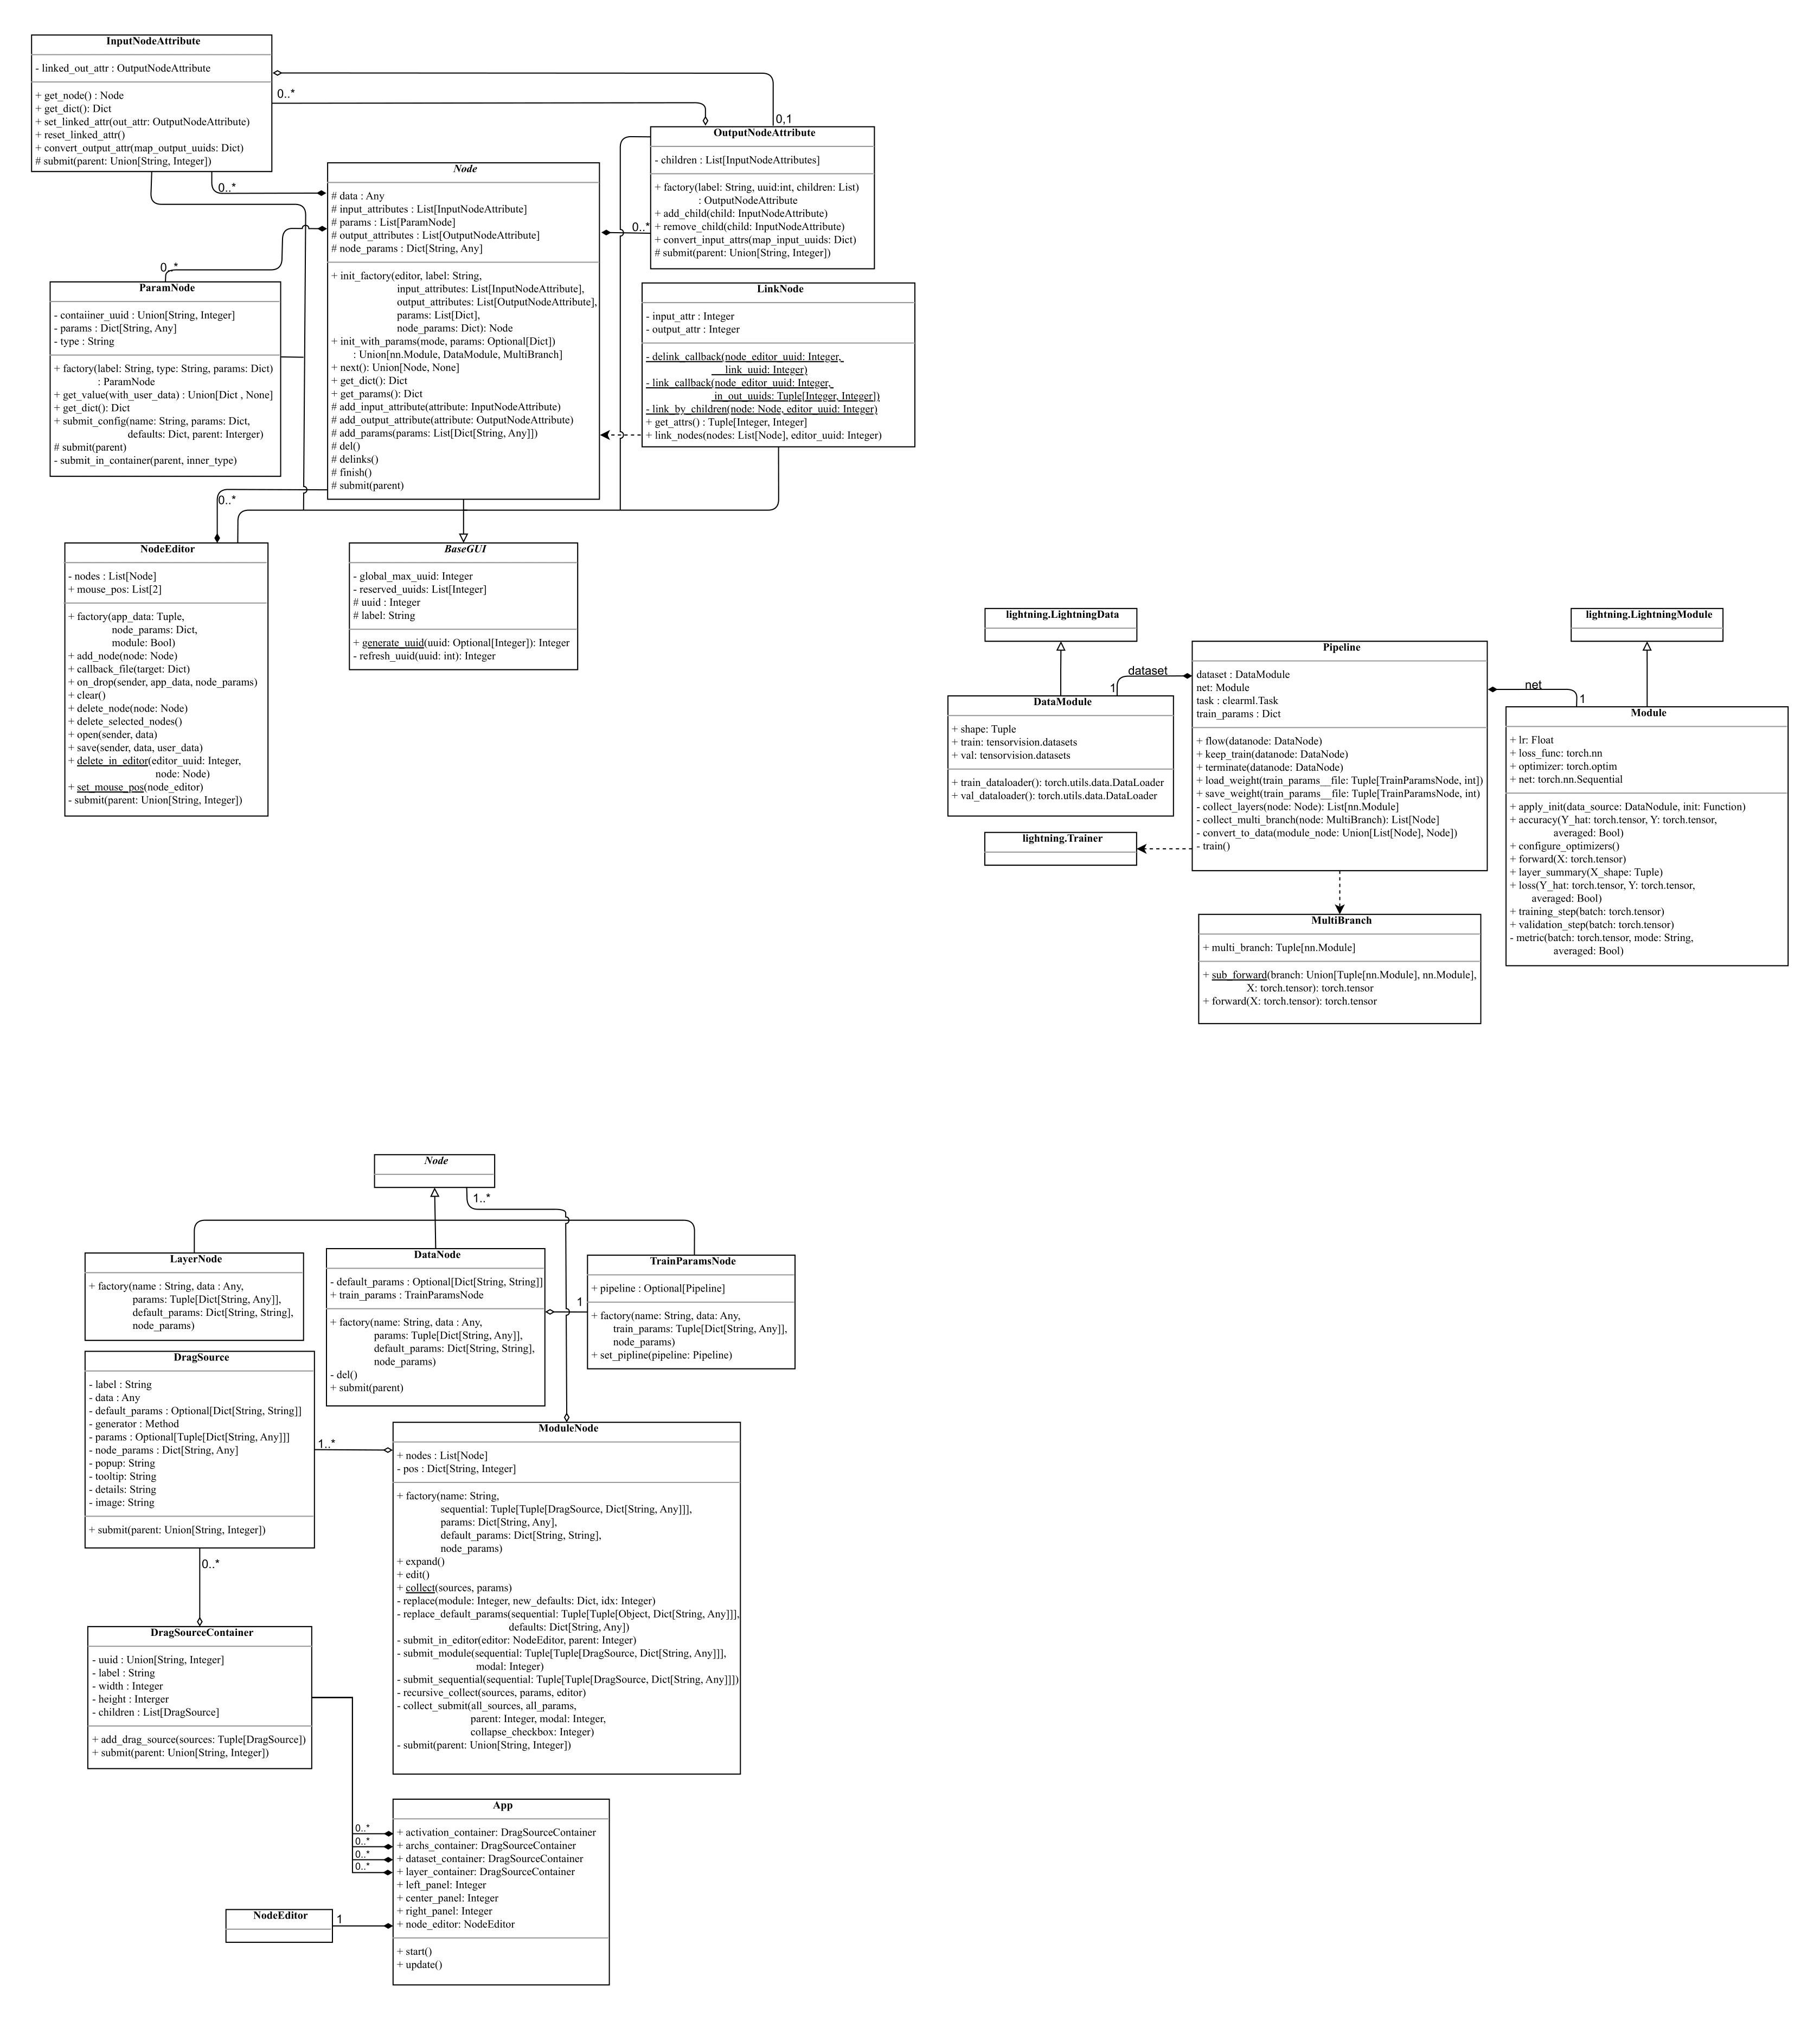 InputNodeAttribute
- linked_out_attr : OutputNodeAttribute
+ get_node() : Node
+ get_dict(): Dict
+ set_linked_attr(out_attr: OutputNodeAttribute)
+ reset_linked_attr()
+ convert_output_attr(map_output_uuids: Dict)
# submit(parent: Union[String, Integer])
0..*
0,1
0..*
OutputNodeAttribute
- children : List[InputNodeAttributes]
+ factory(label: String, uuid:int, children: List)
: OutputNodeAttribute
+ add_child(child: InputNodeAttribute)
+ remove_child(child: InputNodeAttribute)
+ convert_input_attrs(map_input_uuids: Dict)
# submit(parent: Union[String, Integer])
0..*
Node
# data : Any
# input_attributes : List[InputNodeAttribute]
# params : List[ParamNode]
# output_attributes : List[OutputNodeAttribute]
# node_params : Dict[String, Any]
+ init_factory(editor, label: String,
input_attributes: List[InputNodeAttribute],
output_attributes: List[OutputNodeAttribute],
params: List[Dict],
node_params: Dict): Node
+ init_with_params(mode, params: Optional[Dict])
: Union[nn.Module, DataModule, MultiBranch]
+ next(): Union[Node, None]
+ get_dict(): Dict
+ get_params(): Dict
# add_input_attribute(attribute: InputNodeAttribute)
# add_output_attribute(attribute: OutputNodeAttribute)
# add_params(params: List[Dict[String, Any]])
# del()
# delinks()
# finish()
# submit(parent)
0..*
ParamNode
- contaiiner_uuid : Union[String, Integer]
- params : Dict[String, Any]
- type : String
+ factory(label: String, type: String, params: Dict)
: ParamNode
+ get_value(with_user_data) : Union[Dict , None]
+ get_dict(): Dict
+ submit_config(name: String, params: Dict,
defaults: Dict, parent: Interger)
# submit(parent)
- submit_in_container(parent, inner_type)
LinkNode
- input_attr : Integer
- output_attr : Integer
- delink_callback(node_editor_uuid: Integer,
link_uuid: Integer)
- link_callback(node_editor_uuid: Integer,
in_out_uuids: Tuple[Integer, Integer])
- link_by_children(node: Node, editor_uuid: Integer)
+ get_attrs() : Tuple[Integer, Integer]
+ link_nodes(nodes: List[Node], editor_uuid: Integer)
0..*
NodeEditor
- nodes : List[Node]
+ mouse_pos: List[2]
+ factory(app_data: Tuple,
node_params: Dict,
module: Bool)
+ add_node(node: Node)
+ callback_file(target: Dict)
+ on_drop(sender, app_data, node_params)
+ clear()
+ delete_node(node: Node)
+ delete_selected_nodes()
+ open(sender, data)
+ save(sender, data, user_data)
+ delete_in_editor(editor_uuid: Integer,
node: Node)
+ set_mouse_pos(node_editor)
- submit(parent: Union[String, Integer])
BaseGUI
- global_max_uuid: Integer
- reserved_uuids: List[Integer]
# uuid : Integer
# label: String
+ generate_uuid(uuid: Optional[Integer]): Integer
- refresh_uuid(uuid: int): Integer
lightning.LightningData
lightning.LightningModule
dataset
1
DataModule
+ shape: Tuple
+ train: tensorvision.datasets
+ val: tensorvision.datasets
+ train_dataloader(): torch.utils.data.DataLoader
+ val_dataloader(): torch.utils.data.DataLoader
lightning.Trainer
Pipeline
dataset : DataModule
net: Module
task : clearml.Task
train_params : Dict
+ flow(datanode: DataNode)
+ keep_train(datanode: DataNode)
+ terminate(datanode: DataNode)
+ load_weight(train_params__file: Tuple[TrainParamsNode, int])
+ save_weight(train_params__file: Tuple[TrainParamsNode, int)
- collect_layers(node: Node): List[nn.Module]
- collect_multi_branch(node: MultiBranch): List[Node]
- convert_to_data(module_node: Union[List[Node], Node])
- train()
net
1
Module
+ lr: Float
+ loss_func: torch.nn
+ optimizer: torch.optim
+ net: torch.nn.Sequential
+ apply_init(data_source: DataNodule, init: Function)
+ accuracy(Y_hat: torch.tensor, Y: torch.tensor,
averaged: Bool)
+ configure_optimizers()
+ forward(X: torch.tensor)
+ layer_summary(X_shape: Tuple)
+ loss(Y_hat: torch.tensor, Y: torch.tensor,
averaged: Bool)
+ training_step(batch: torch.tensor)
+ validation_step(batch: torch.tensor)
- metric(batch: torch.tensor, mode: String,
averaged: Bool)
MultiBranch
+ multi_branch: Tuple[nn.Module]
+ sub_forward(branch: Union[Tuple[nn.Module], nn.Module],
X: torch.tensor): torch.tensor
+ forward(X: torch.tensor): torch.tensor
Node
1..*
LayerNode
+ factory(name : String, data : Any,
params: Tuple[Dict[String, Any]],
default_params: Dict[String, String],
node_params)
DataNode
- default_params : Optional[Dict[String, String]]
+ train_params : TrainParamsNode
+ factory(name: String, data : Any,
params: Tuple[Dict[String, Any]],
default_params: Dict[String, String],
node_params)
- del()
+ submit(parent)
1
TrainParamsNode
+ pipeline : Optional[Pipeline]
+ factory(name: String, data: Any,
train_params: Tuple[Dict[String, Any]],
node_params)
+ set_pipline(pipeline: Pipeline)
DragSource
- label : String
- data : Any
- default_params : Optional[Dict[String, String]]
- generator : Method
- params : Optional[Tuple[Dict[String, Any]]]
- node_params : Dict[String, Any]
- popup: String
- tooltip: String
- details: String
- image: String
+ submit(parent: Union[String, Integer])
1..*
0..*
ModuleNode
+ nodes : List[Node]
- pos : Dict[String, Integer]
+ factory(name: String,
sequential: Tuple[Tuple[DragSource, Dict[String, Any]]],
params: Dict[String, Any],
default_params: Dict[String, String],
node_params)
+ expand()
+ edit()
+ collect(sources, params)
- replace(module: Integer, new_defaults: Dict, idx: Integer)
- replace_default_params(sequential: Tuple[Tuple[Object, Dict[String, Any]]],
defaults: Dict[String, Any])
- submit_in_editor(editor: NodeEditor, parent: Integer)
- submit_module(sequential: Tuple[Tuple[DragSource, Dict[String, Any]]],
modal: Integer)
- submit_sequential(sequential: Tuple[Tuple[DragSource, Dict[String, Any]]])
- recursive_collect(sources, params, editor)
- collect_submit(all_sources, all_params,
parent: Integer, modal: Integer,
collapse_checkbox: Integer)
- submit(parent: Union[String, Integer])
DragSourceContainer
- uuid : Union[String, Integer]
- label : String
- width : Integer
- height : Interger
- children : List[DragSource]
+ add_drag_source(sources: Tuple[DragSource])
+ submit(parent: Union[String, Integer])
0..*
0..*
0..*
0..*
App
+ activation_container: DragSourceContainer
+ archs_container: DragSourceContainer
+ dataset_container: DragSourceContainer
+ layer_container: DragSourceContainer
+ left_panel: Integer
+ center_panel: Integer
+ right_panel: Integer
+ node_editor: NodeEditor
+ start()
+ update()
NodeEditor
1